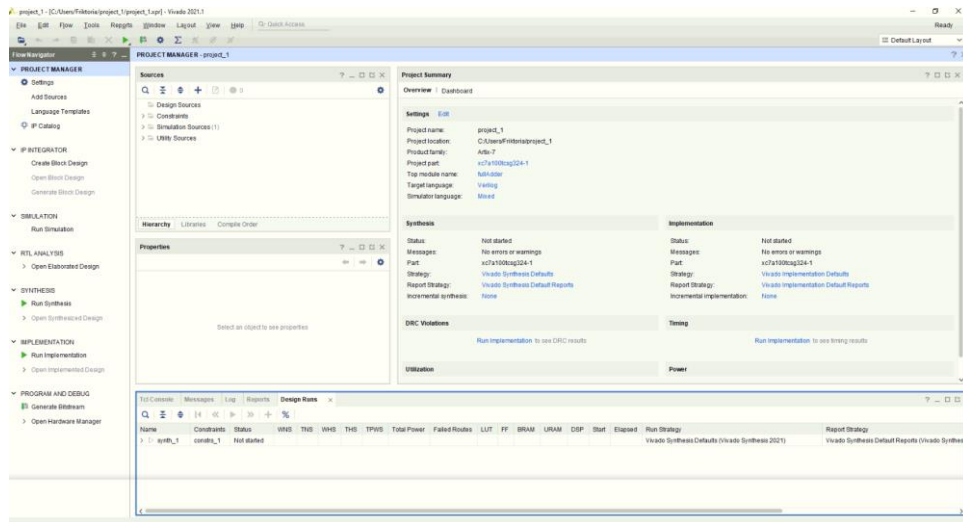 project_1 - [C:/Users/Friktoria/project_1/project_1.xpr] - Vivado 2021.1
File Edit Flow Tools Reports Window Layout View Help Quick Access
Ready
Default Layout
Flow Navigator
PROJECT MANAGER
Settings
Add Sources
Language Templates
IP Catalog
IP INTEGRATOR
Create Block Design
Open Block Design
Generate Block Design
SIMULATION
Run Simulation
RTL ANALYSIS
Open Elaborated Design
SYNTHESIS
Run Synthesis
Open Synthesized Design
IMPLEMENTATION
Run Implementation
Open Implemented Design
PROGRAM AND DEBUG
Generate Bitstream
Open Hardware Manager
PROJECT MANAGER - project_1
Sources
0
Design Sources
Constraints
Simulation Sources (1)
Utility Sources
Hierarchy Libraries Compile Order
Properties
Select an object to see properties
Project Summary
Overview | Dashboard
Settings Edit
Project name: project_1
Project location: C:/Users/Friktoria/project_1
Product family: Artix-7
Project part: xc7a100tcsg324-1
Top module name: fulladder
Target language: Verilog
Simulator language: Mixed
Synthesis
Status: Not started
Messages: No errors or warnings
Part: xc7a100tcsg324-1
Strategy: Vivado Synthesis Defaults
Report Strategy: Vivado Synthesis Default Reports
Incremental synthesis: None
Implementation
Status: Not started
Messages: No errors or warnings
Part: xc7a100tcsg324-1
Strategy: Vivado Implementation Defaults
Report Strategy: Vivado Implementation Default Reports
Incremental implementation: None
DRC Violations
Run Implementation to see DRC results
Timing
Run Implementation to see timing results
Utilization
Power
Tcl Console Messages Log Reports Design Runs
Name Constraints Status WNS TNS WHS THS TPWS Total Power Failed Routes LUT FF BRAM URAM DSP Start Elapsed Run Strategy Report Strategy
synth_1 constrs_1 Not started Vivado Synthesis Defaults (Vivado Synthesis 2021) Vivado Synthesis Default Reports (Vivado Synthes